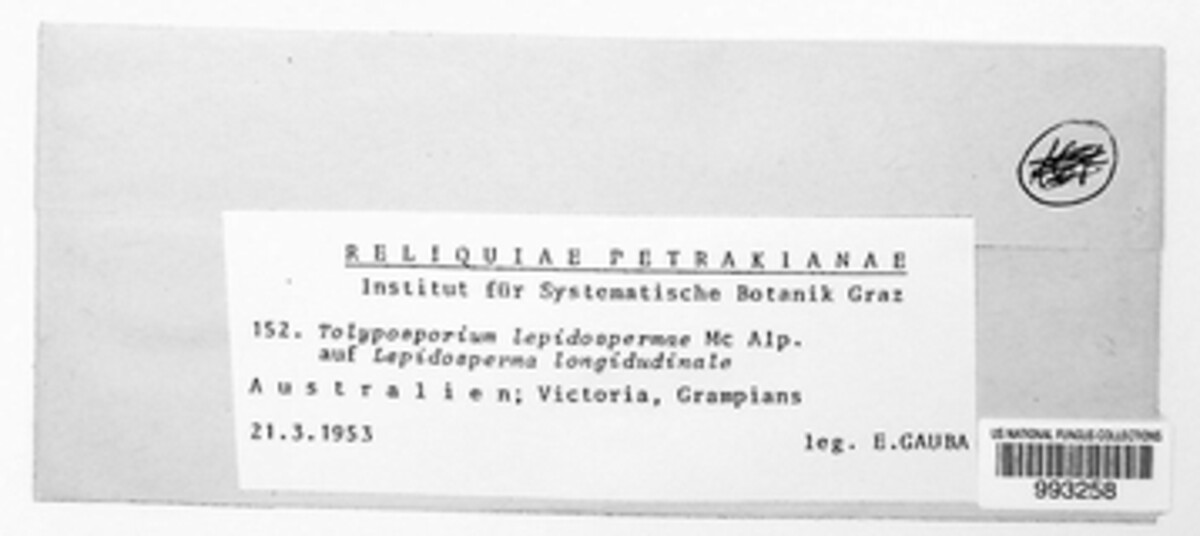 RELIQUIAE PETRAKIANAE
Institut für Systematische Botanik Graz
152. Tolyposporium lepidospermae Mc Alp.
auf Lepidosperma longidudinale
Australien; Victoria, Grampians
21.3.1953
leg. E.GAUBA
US NATIONAL FUNGUS COLLECTIONS
993258